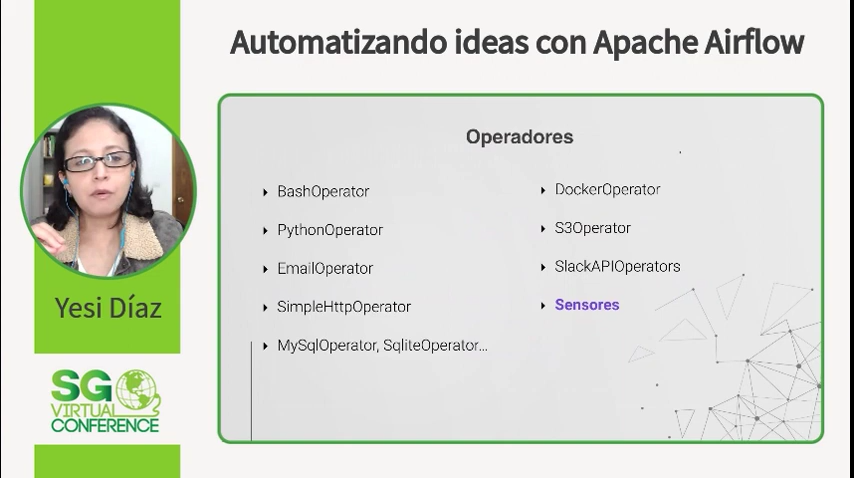 Automatizando ideas con Apache Airflow
Operadores
BashOperator
PythonOperator
EmailOperator
SimpleHttpOperator
MySqlOperator, SqliteOperator...
DockerOperator
S3Operator
SlackAPIOperators
Sensores
Yesi Díaz
SG
VIRTUAL
CONFERENCE